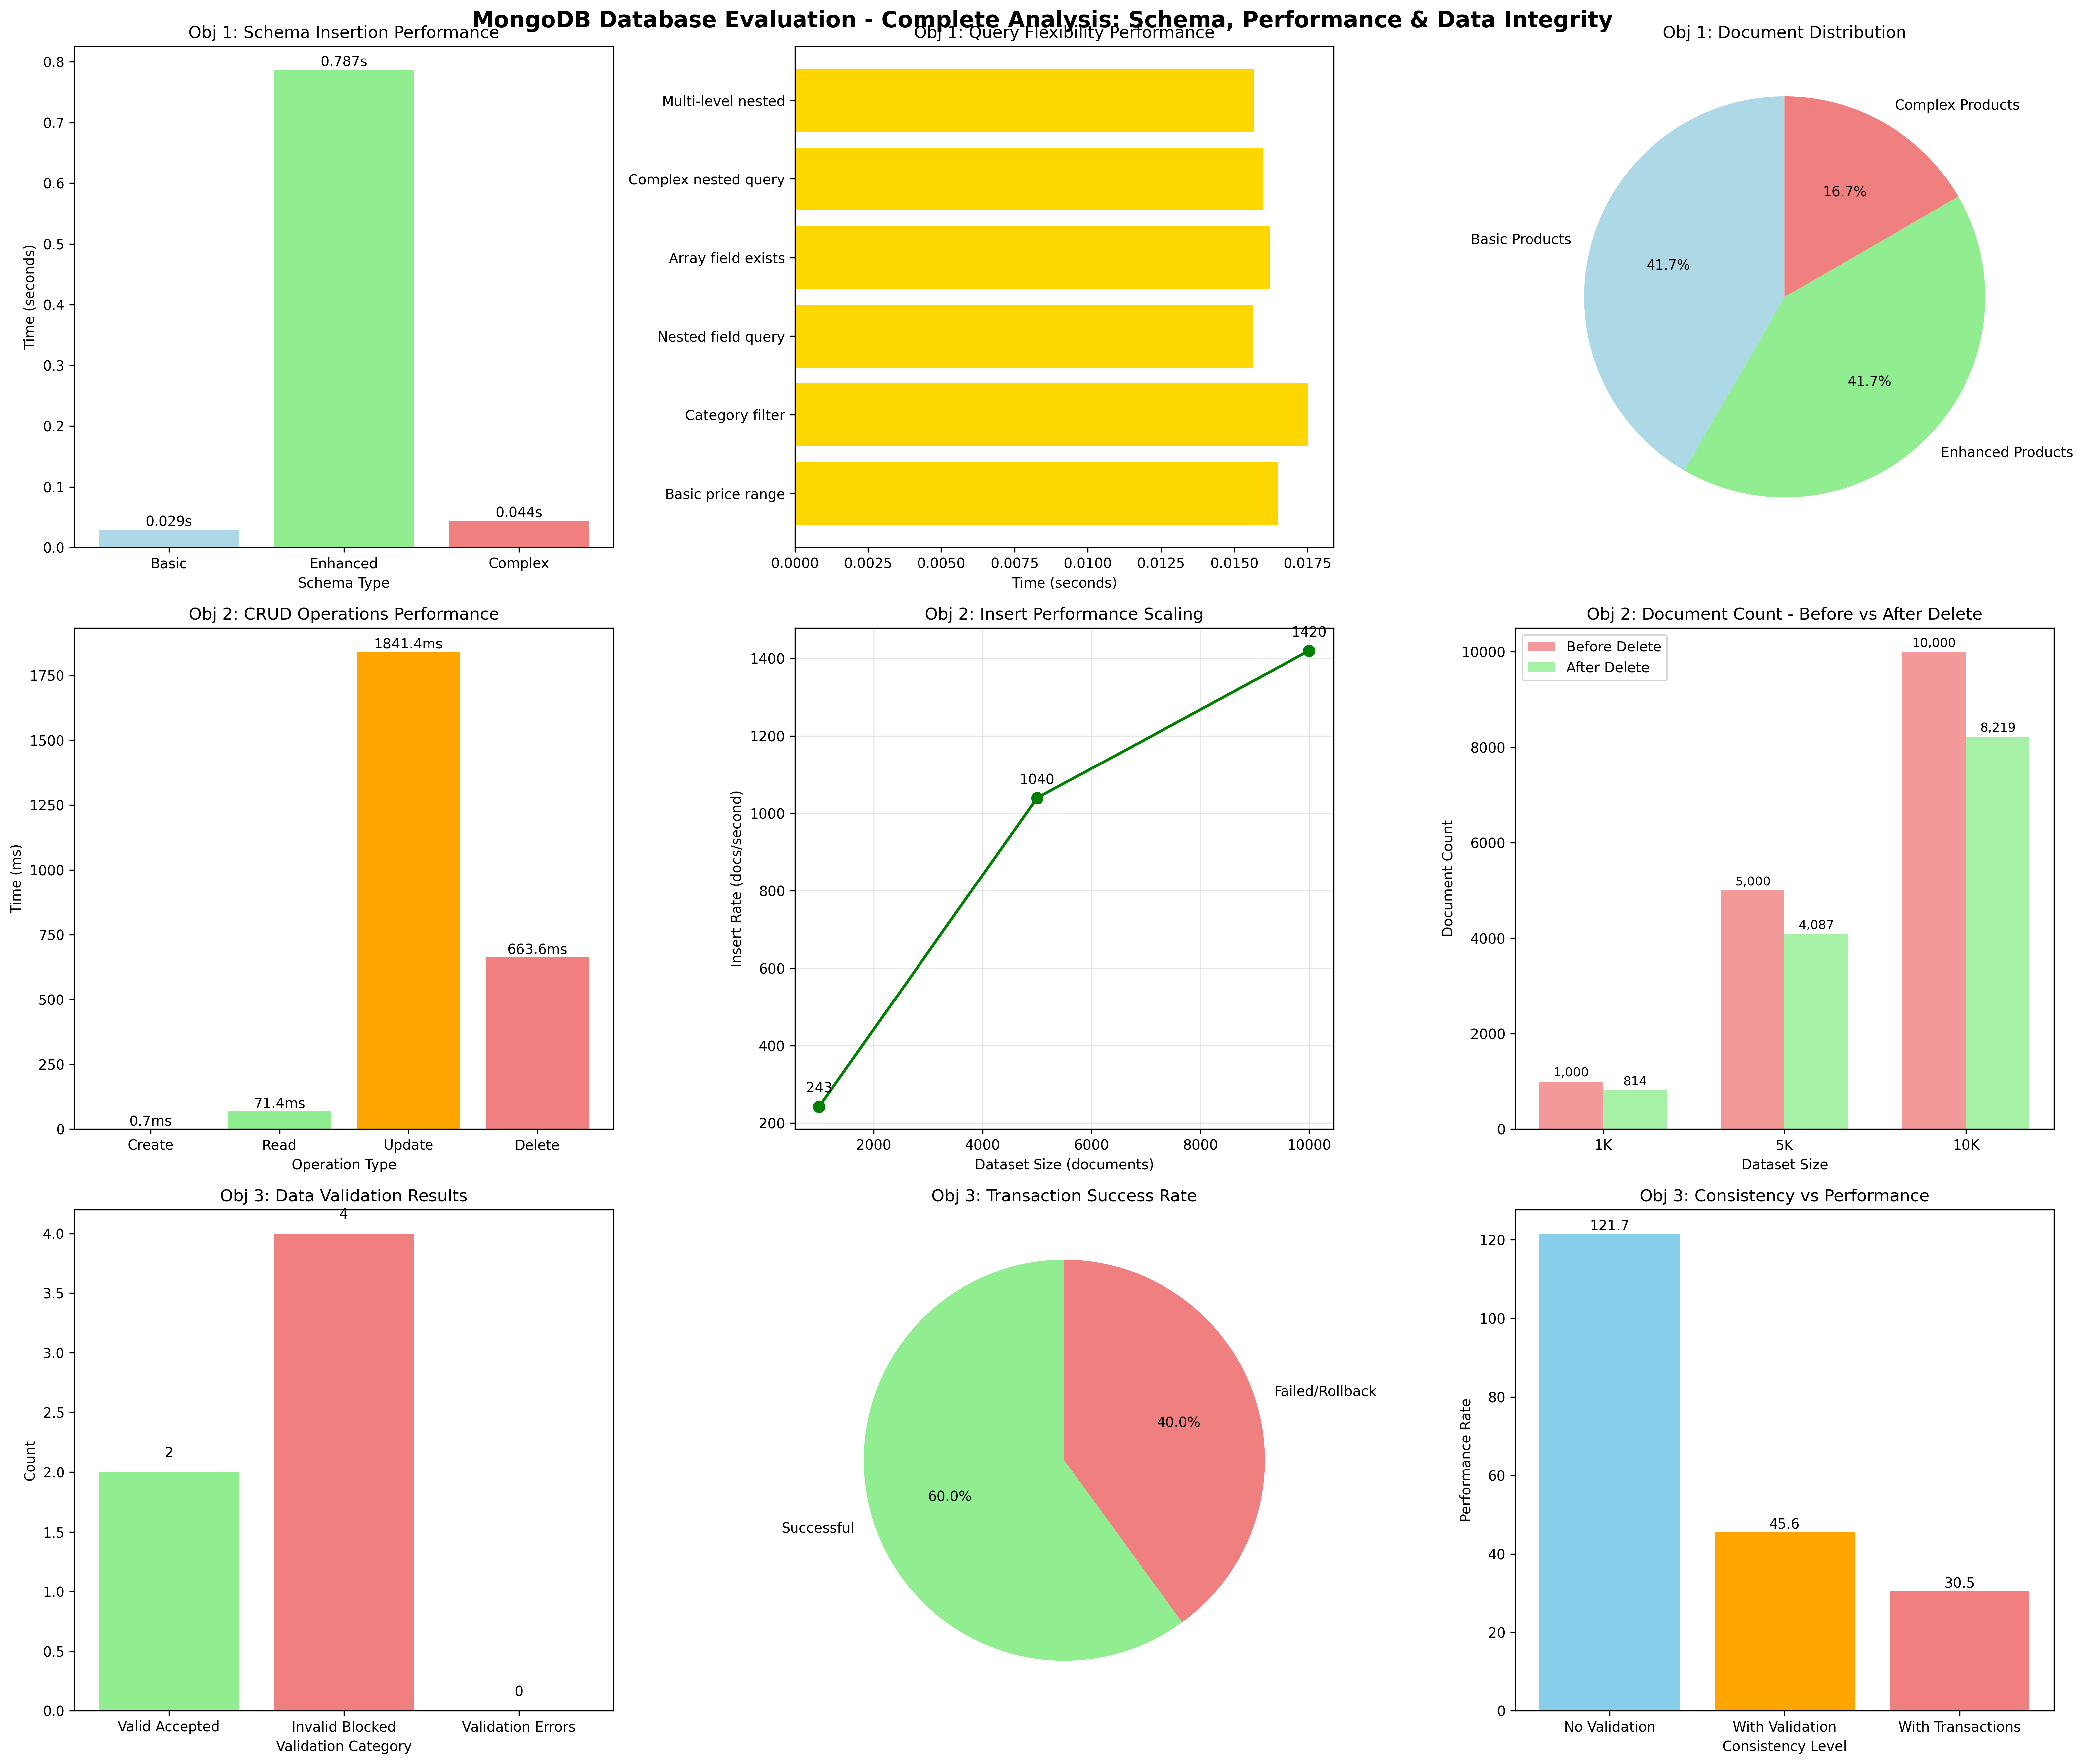 MongoDB Database Evaluation - Complete Analysis: Schema, Performance & Data Integrity
Obj 1: Schema Insertion Performance
0.8
0.7
0.6
0.5
0.4
0.3
0.2
0.1
0.0
Time (seconds)
0.029s
0.787s
0.044s
Basic
Enhanced
Complex
Schema Type
Obj 1: Query Flexibility Performance
Multi-level nested
Complex nested query
Array field exists
Nested field query
Category filter
Basic price range
0.0000
0.0025
0.0050
0.0075
0.0100
0.0125
0.0150
0.0175
Time (seconds)
Obj 1: Document Distribution
Complex Products
16.7%
Basic Products
41.7%
41.7%
Enhanced Products
Obj 2: CRUD Operations Performance
1750
1500
1250
1000
750
500
250
0
Time (ms)
0.7ms
71.4ms
1841.4ms
663.6ms
Create
Read
Update
Delete
Operation Type
Obj 2: Insert Performance Scaling
1400
1200
1000
800
600
400
200
Insert Rate (docs/second)
243
1040
1420
2000
4000
6000
8000
10000
Dataset Size (documents)
Obj 2: Document Count - Before vs After Delete
Before Delete
After Delete
10000
8000
6000
4000
2000
0
Document Count
1,000
814
5,000
4,087
10,000
8,219
1K
5K
10K
Dataset Size
Obj 3: Data Validation Results
4.0
3.5
3.0
2.5
2.0
1.5
1.0
0.5
0.0
Count
2
4
0
Valid Accepted
Invalid Blocked
Validation Errors
Validation Category
Obj 3: Transaction Success Rate
Failed/Rollback
40.0%
60.0%
Successful
Obj 3: Consistency vs Performance
120
100
80
60
40
20
0
Performance Rate
121.7
45.6
30.5
No Validation
With Validation
With Transactions
Consistency Level